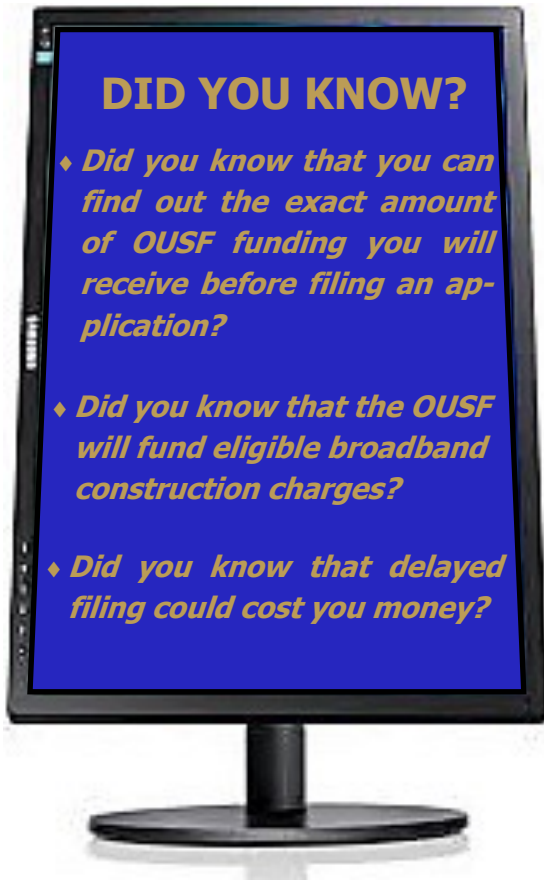 DID YOU KNOW?
♦ Did you know that you can
find out the exact amount
of OUSF funding you will
receive before filing an ap-
plication?
♦ Did you know that the OUSF
will fund eligible broadband
construction charges?
♦ Did you know that delayed
filing could cost you money?